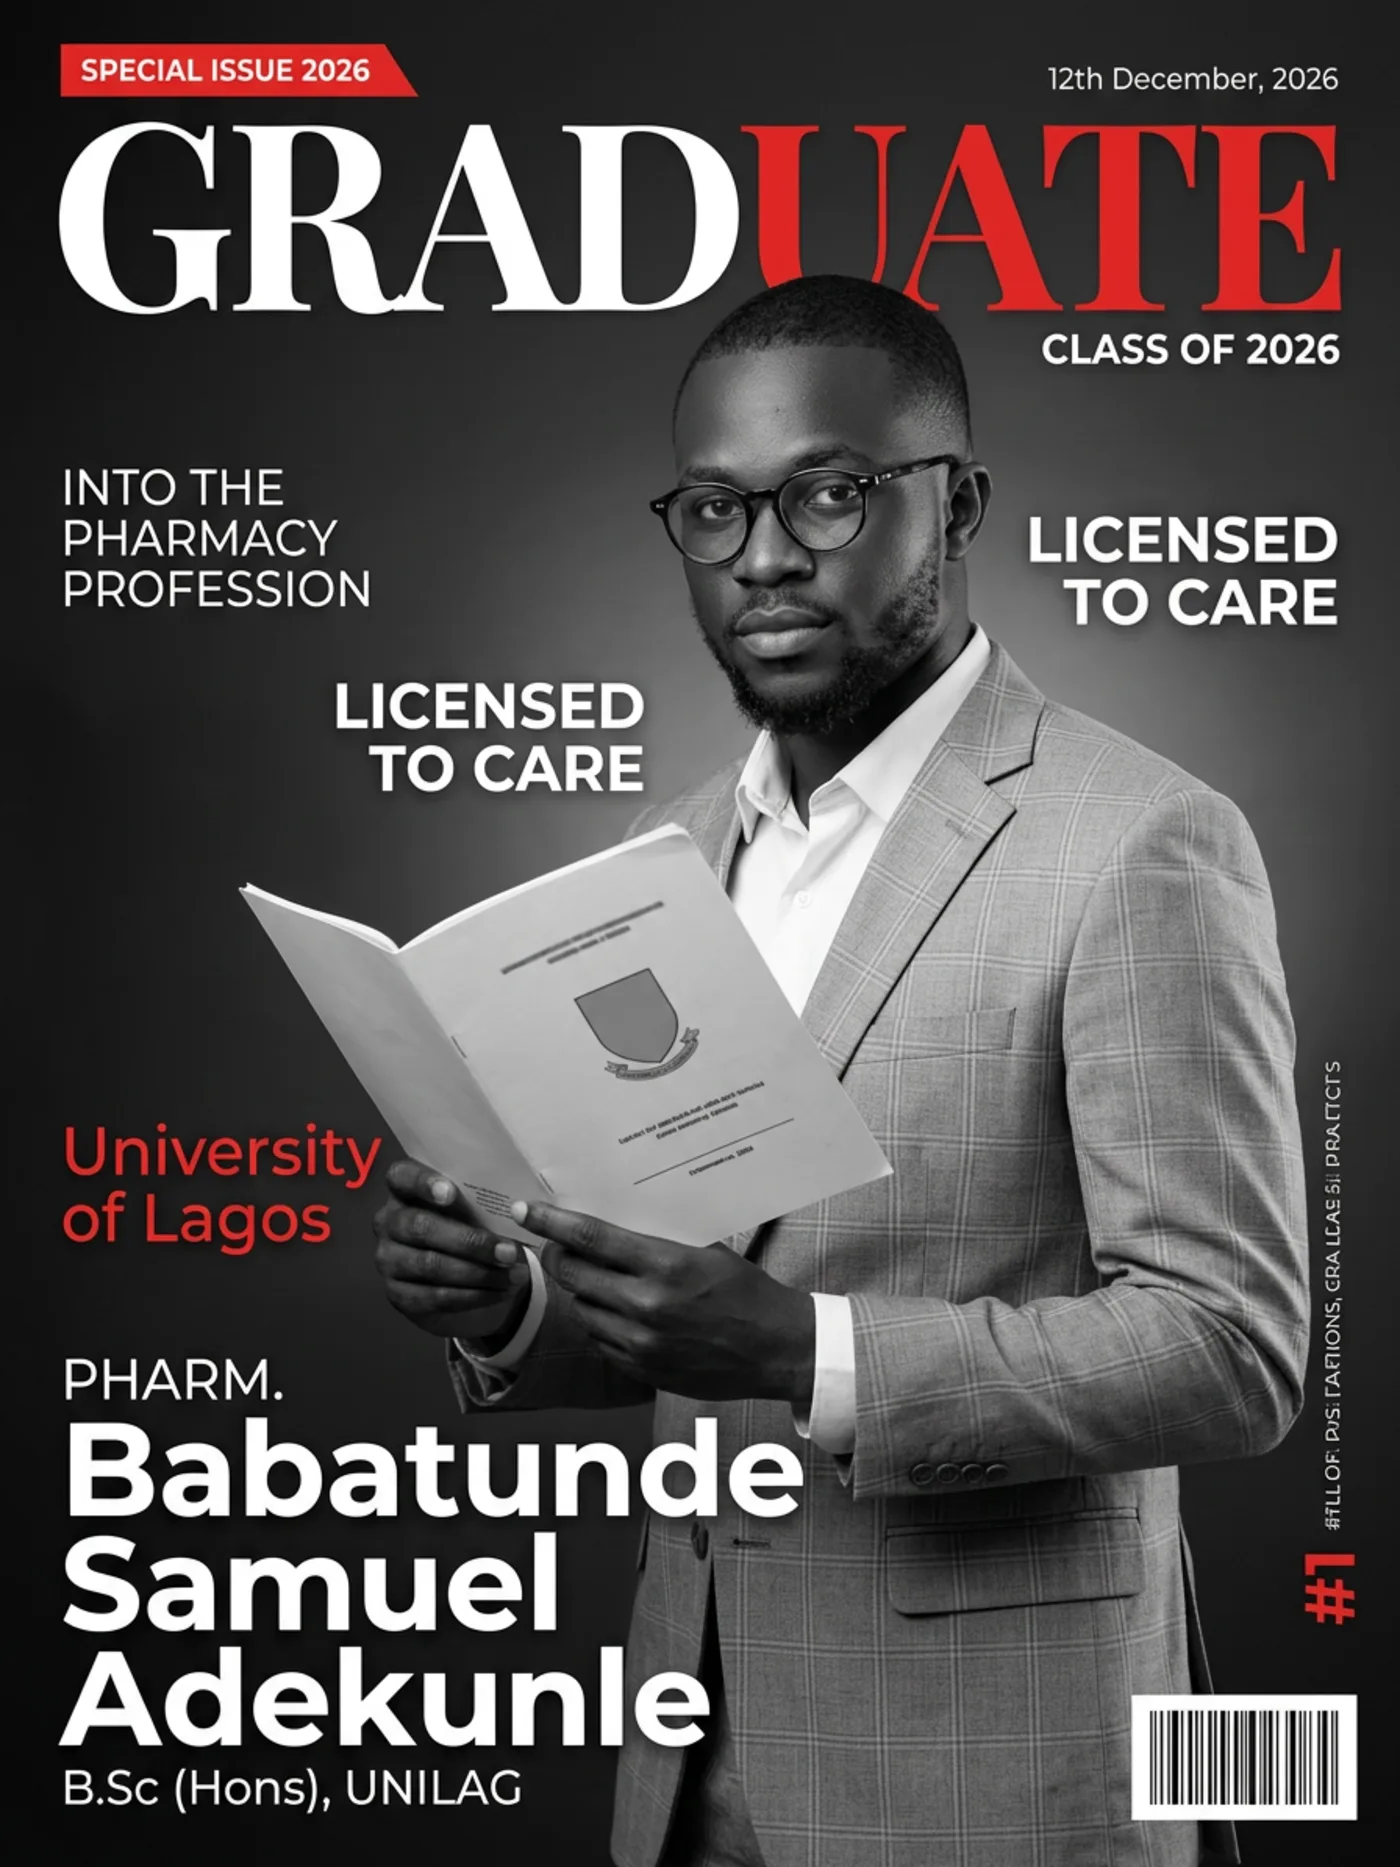 SPECIAL ISSUE 2026
12th December, 2026
GRADUATE
CLASS OF 2026
INTO THE
PHARMACY
PROFESSION
LICENSED
TO CARE
LICENSED
TO CARE
University
of Lagos
PHARM.
Babatunde
Samuel
Adekunle
B.Sc (Hons), UNILAG
#1